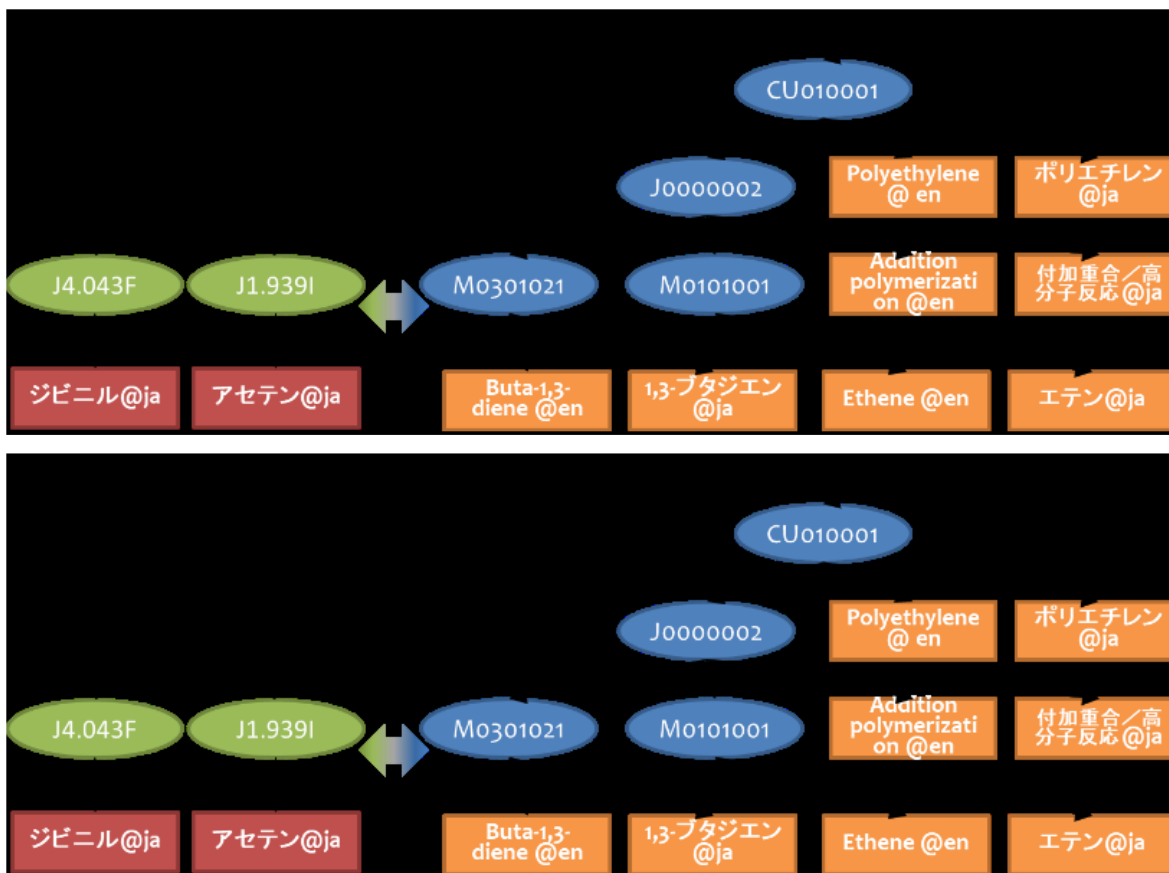 CU010001
J0000002
Polyethylene
@ en
ポリエチレン
@ja
J4.043F
J1.939I
M0301021
M0101001
Addition
polymerizati
on @en
付加重合／高
分子反応@ja
ジビニル@ja
アセテン@ja
Buta-1,3-
diene @en
1,3-ブタジエン
@ja
Ethene @en
エテン@ja
CU010001
J0000002
Polyethylene
@ en
ポリエチレン
@ja
J4.043F
J1.939I
M0301021
M0101001
Addition
polymerizati
on @en
付加重合／高
分子反応@ja
ジビニル@ja
アセテン@ja
Buta-1,3-
diene @en
1,3-ブタジエン
@ja
Ethene @en
エテン@ja